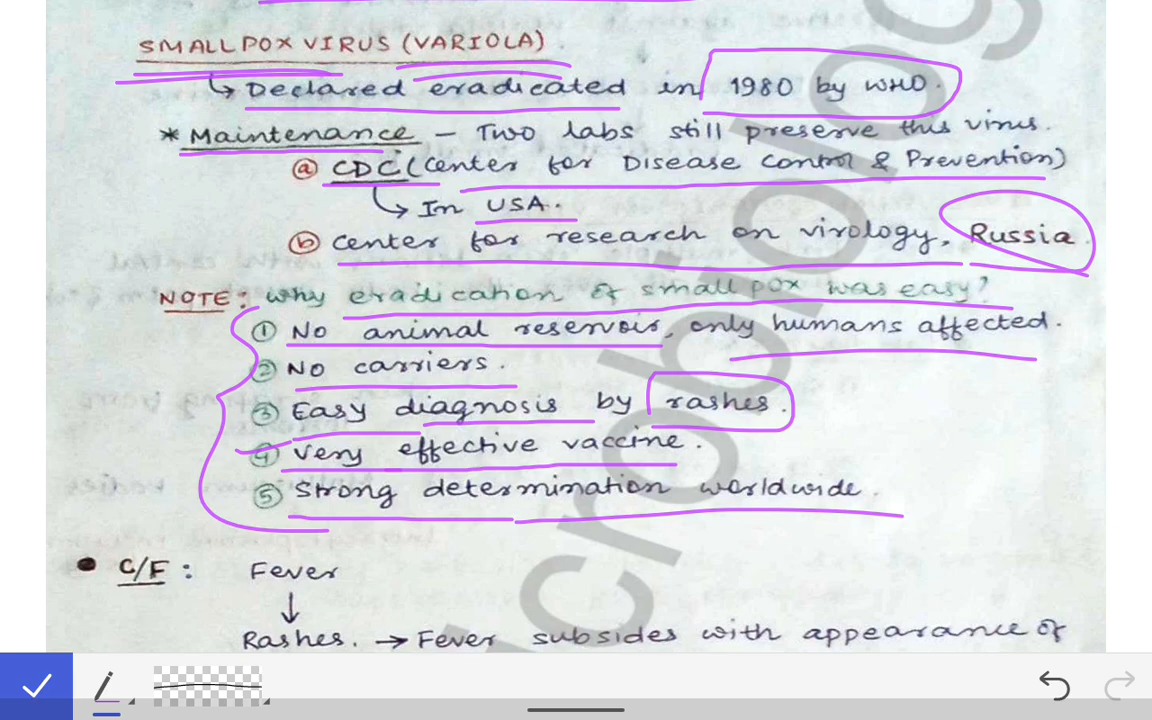 SMALL POX VIRUS (VARIOLA).
↳ Declared eradicated in 1980 by WHO.
* Maintenance – Two labs still preserve this virus.
ⓐ CDC (Center for Disease Control & Prevention)
↳ In USA.
ⓑ Center for research on virology, Russia.
NOTE: Why eradication of small pox was easy?
① No animal reservoir, only humans affected.
② No carriers.
③ Easy diagnosis by rashes.
④ Very effective vaccine.
⑤ Strong determination worldwide.
• C/F : Fever
↓
Rashes. → Fever subsides with appearance of